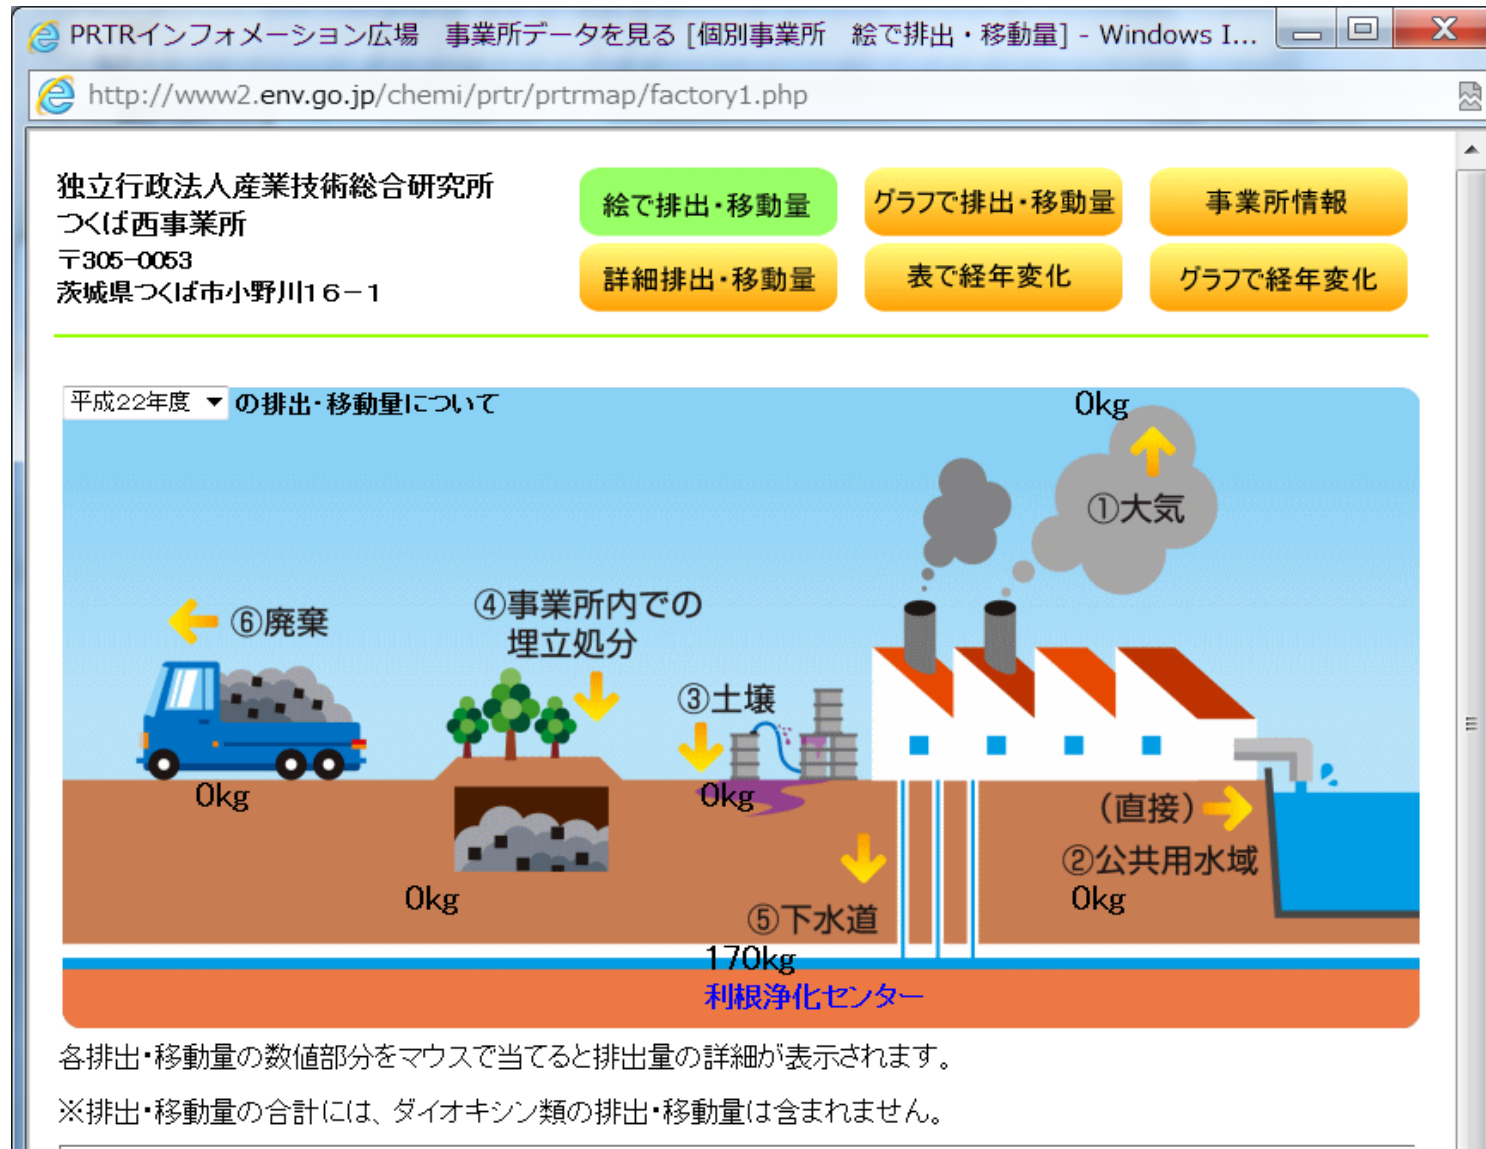 PRTRインフォメーション広場　事業所データを見る [個別事業所　絵で排出・移動量] - Windows I...
http://www2.env.go.jp/chemi/prtr/prtrmap/factory1.php
独立行政法人産業技術総合研究所
つくば西事業所
〒305-0053
茨城県つくば市小野川１６－１
絵で排出・移動量
グラフで排出・移動量
事業所情報
詳細排出・移動量
表で経年変化
グラフで経年変化
平成22年度 ▼ の排出・移動量について
0kg
①大気
⑥廃棄
④事業所内での
埋立処分
③土壌
0kg
0kg
(直接)
②公共用水域
0kg
0kg
⑤下水道
170kg
利根浄化センター
各排出・移動量の数値部分をマウスで当てると排出量の詳細が表示されます。
※排出・移動量の合計には、ダイオキシン類の排出・移動量は含まれません。